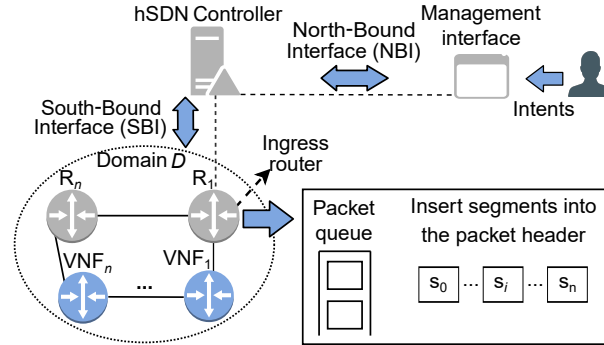 hSDN Controller
North-Bound
Interface (NBI)
Management
interface
Intents
South-Bound
Interface (SBI)
Domain D
Ingress
router
Rn
R1
VNFn
VNF1
...
Packet
queue
Insert segments into
the packet header
s0 ... si ... sn